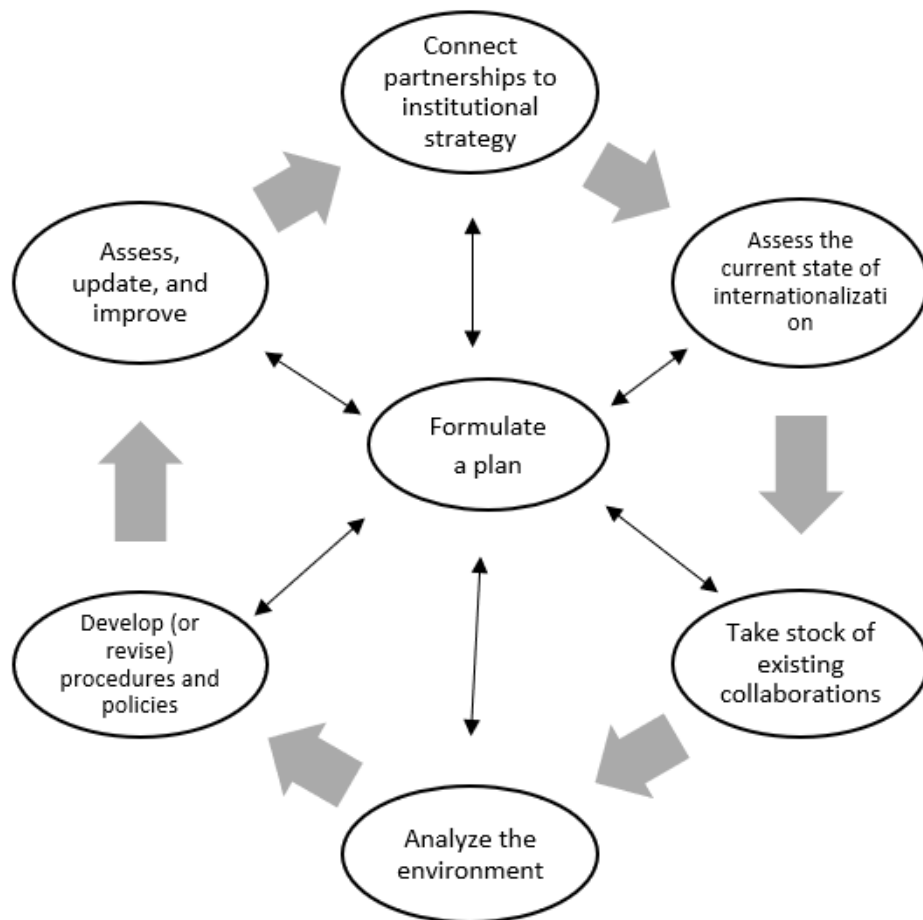 Connect
partnerships to
institutional
strategy
Assess the
current state of
internationalizati
on
Take stock of
existing
collaborations
Analyze the
environment
Develop (or
revise)
procedures and
policies
Assess,
update, and
improve
Formulate
a plan